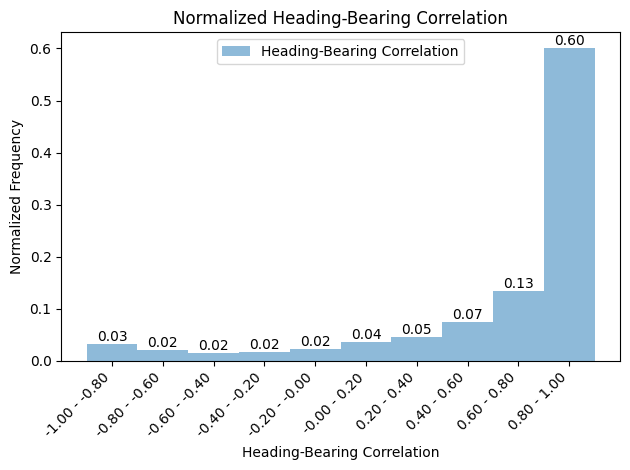 Normalized Heading-Bearing Correlation
Heading-Bearing Correlation
Normalized Frequency
0.6
0.5
0.4
0.3
0.2
0.1
0.0
0.03
0.02
0.02
0.02
0.02
0.04
0.05
0.07
0.13
0.60
-1.00 - -0.80
-0.80 - -0.60
-0.60 - -0.40
-0.40 - -0.20
-0.20 - -0.00
-0.00 - 0.20
0.20 - 0.40
0.40 - 0.60
0.60 - 0.80
0.80 - 1.00
Heading-Bearing Correlation